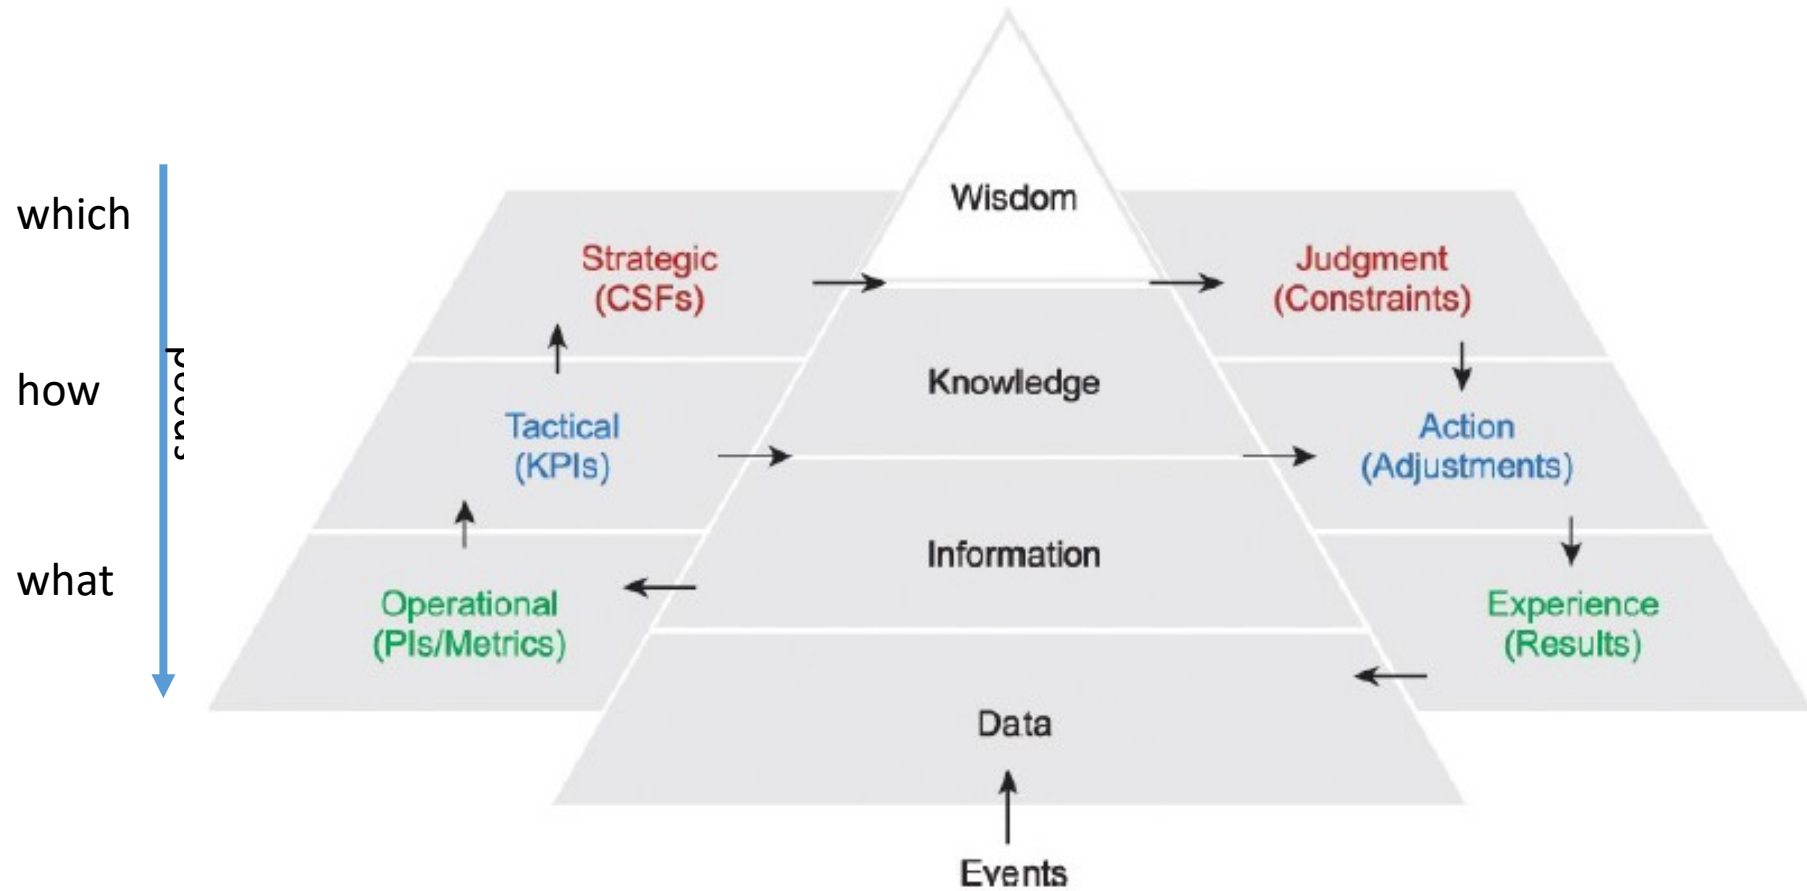 Wisdom
which
Strategic
(CSFs)
Judgment
(Constraints)
how
Knowledge
Tactical
(KPIs)
Action
(Adjustments)
what
Information
Operational
(PIs/Metrics)
Experience
(Results)
Data
Events